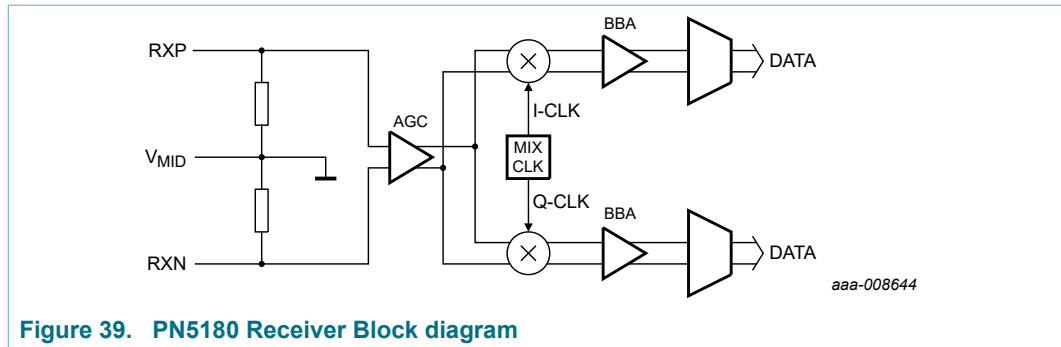 BBA
RXP
DATA
I-CLK
AGC
MIX
CLK
VMID
Q-CLK
BBA
RXN
DATA
aaa-008644
Figure 39. PN5180 Receiver Block diagram